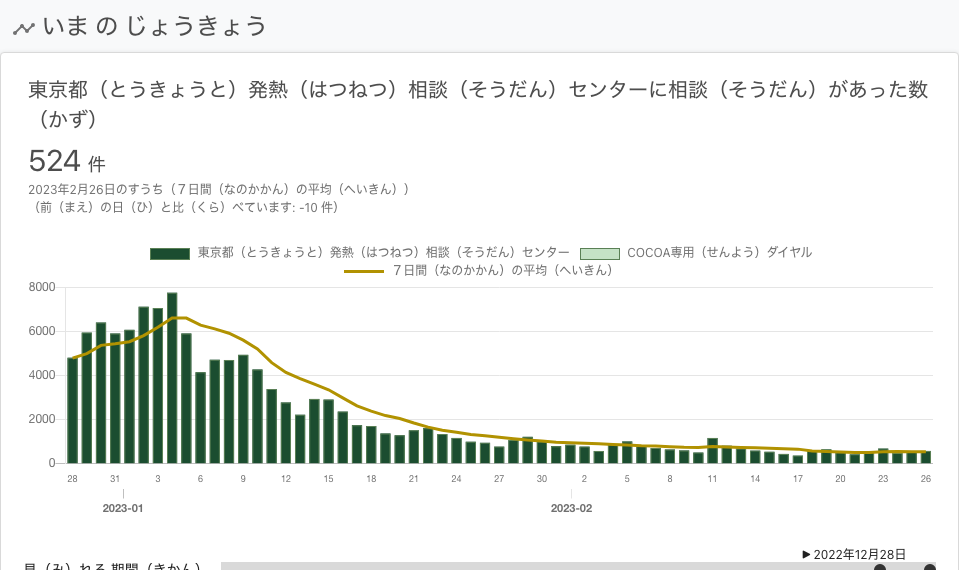 いま の じょうきょう
東京都（とうきょうと）発熱（はつねつ）相談（そうだん）センターに相談（そうだん）があった数
（かず）
524 件
2023年2月26日のすうち（７日間（なのかかん）の平均（へいきん））
（前（まえ）の日（ひ）と比（くら）べています: -10 件）
東京都（とうきょうと）発熱（はつねつ）相談（そうだん）センター COCOA専用（せんよう）ダイヤル
７日間（なのかかん）の平均（へいきん）
8000
6000
4000
2000
0
28 31 3 6 9 12 15 18 21 24 27 30 2 5 8 11 14 17 20 23 26
2023-01 2023-02
▶ 2022年12月28日
見（み）れる 期間（きかん）